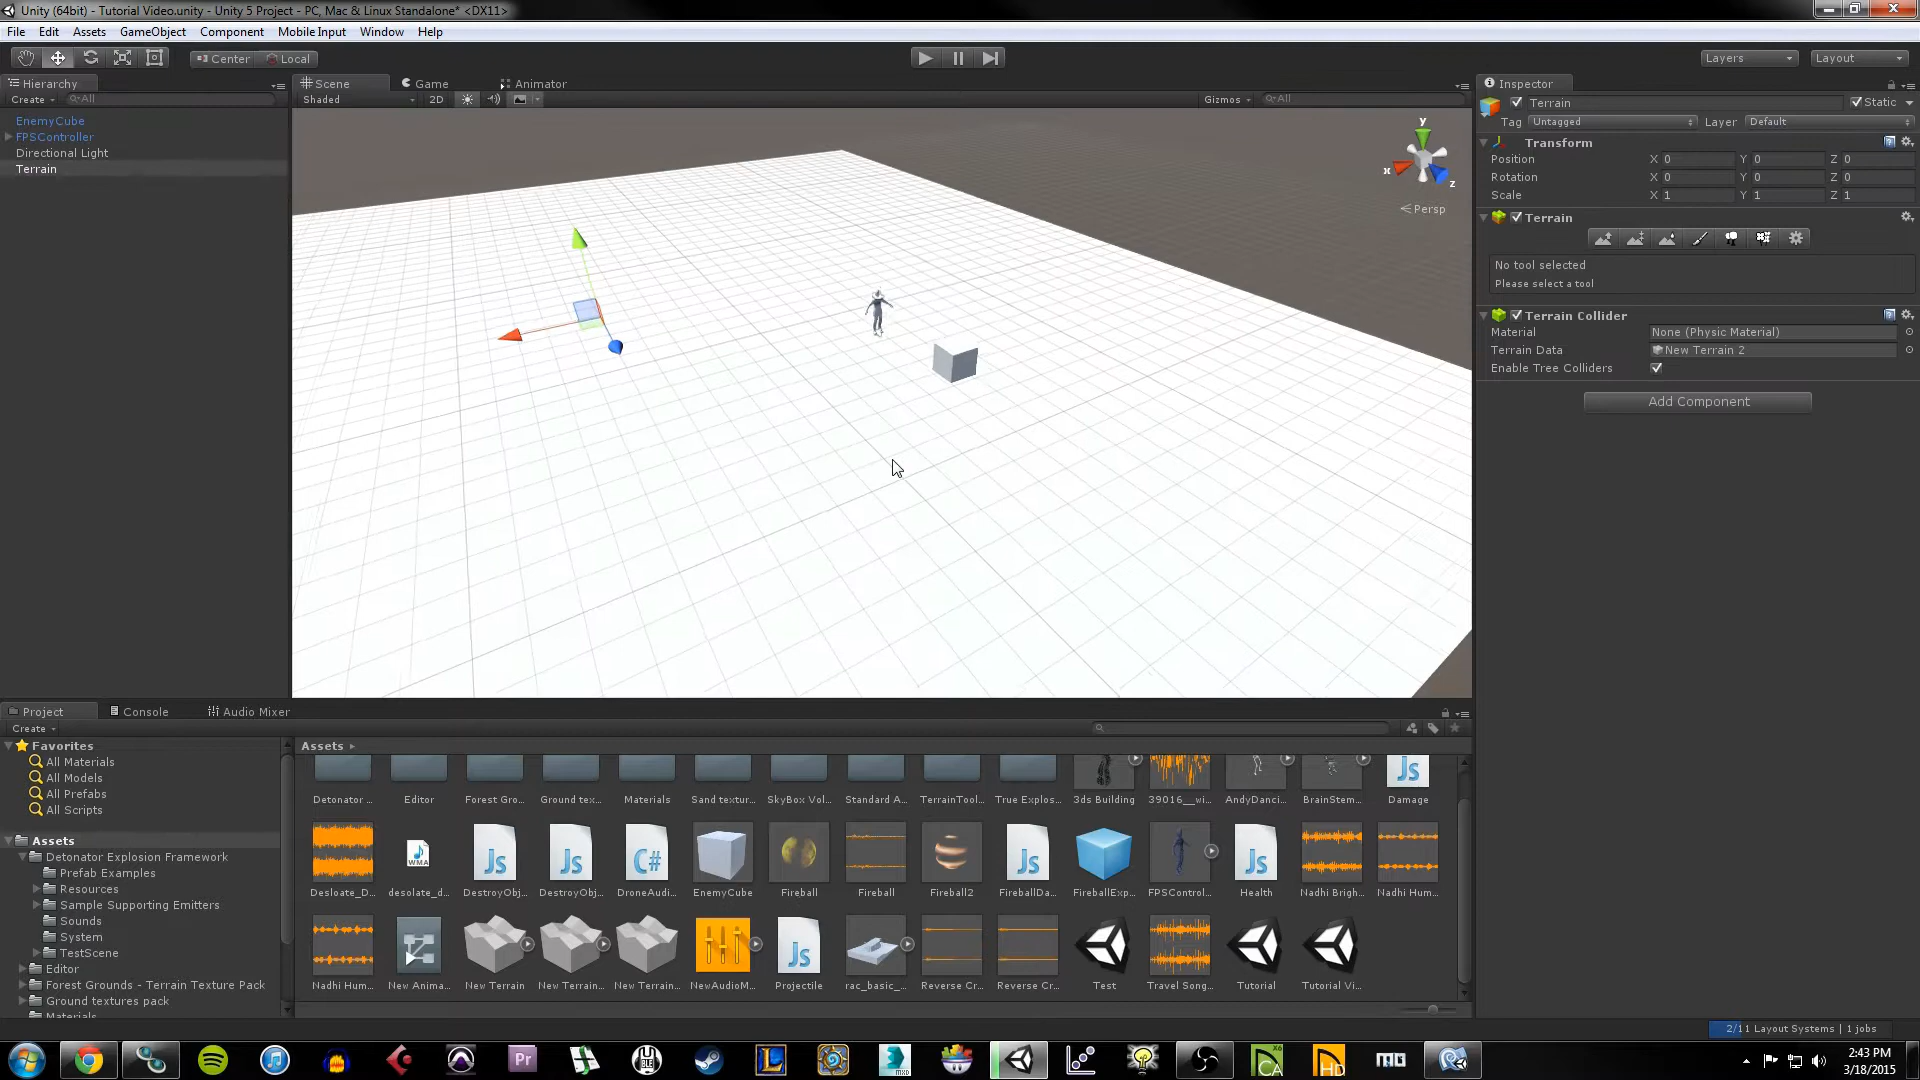 Unity (64bit) - Tutorial Video.unity - Unity 5 Project - PC, Mac & Linux Standalone* <DX11>
File Edit Assets GameObject Component Mobile Input Window Help
Center Local Layers Layout
Hierarchy
Create All
EnemyCube
FPSController
Directional Light
Terrain
Scene Game Animator
Shaded 2D Gizmos All
y
x
z
Persp
Inspector
Terrain Static
Tag Untagged Layer Default
Transform
Position X 0 Y 0 Z 0
Rotation X 0 Y 0 Z 0
Scale X 1 Y 1 Z 1
Terrain
No tool selected
Please select a tool
Terrain Collider
Material None (Physic Material)
Terrain Data New Terrain 2
Enable Tree Colliders
Add Component
Project Console Audio Mixer
Create
Favorites
All Materials
All Models
All Prefabs
All Scripts
Assets
Detonator Explosion Framework
Prefab Examples
Resources
Sample Supporting Emitters
Sounds
System
TestScene
Editor
Forest Grounds - Terrain Texture Pack
Ground textures pack
Materials
Assets
Detonator ... Editor Forest Gro... Ground tex... Materials Sand textur... SkyBox Vol... Standard A... TerrainTool... True Explos... 3ds Building 39016__wi... AndyDanci... BrainStem... Damage
Desloate_D... desolate_d... DestroyObj... DestroyObj... DroneAudi... EnemyCube Fireball Fireball Fireball2 FireballDa... FireballExp... FPSControl... Health Nadhi Brigh... Nadhi Hum...
Nadhi Hum... New Anima... New Terrain New Terrain... New Terrain... NewAudioM... Projectile rac_basic_... Reverse Cr... Reverse Cr... Test Travel Song... Tutorial Tutorial Vi...
2/11 Layout Systems | 1 jobs
2:43 PM
3/18/2015